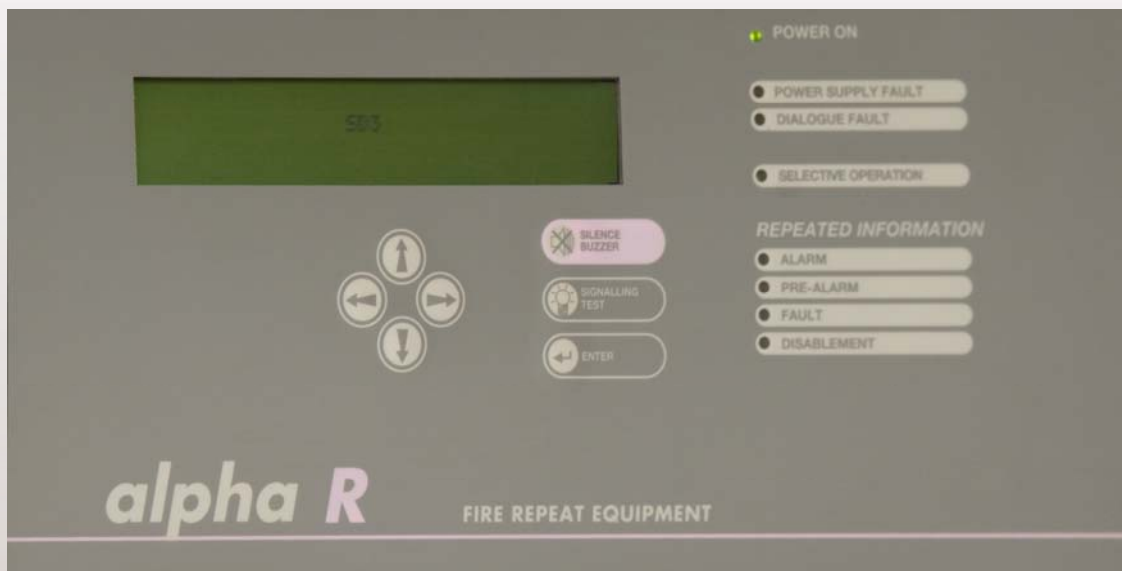 POWER ON
SD3
POWER SUPPLY FAULT
DIALOGUE FAULT
SELECTIVE OPERATION
SILENCE
BUZZER
SIGNALLING
TEST
ENTER
REPEATED INFORMATION
ALARM
PRE-ALARM
FAULT
DISABLEMENT
alpha R
FIRE REPEAT EQUIPMENT